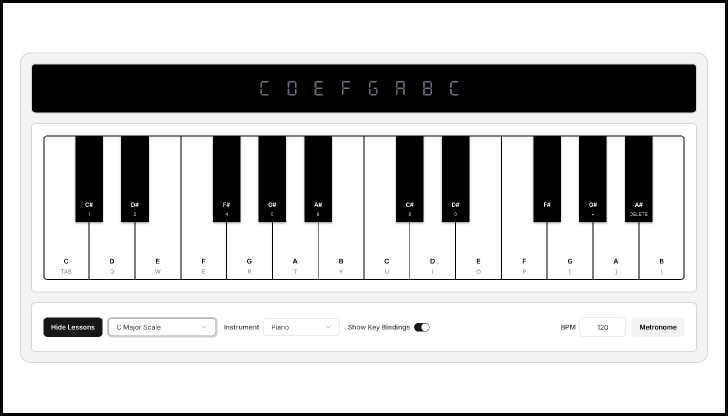 C D E F G A B C
C# D# F# G# A# C# D# F# G# A#
1 2 4 5 6 8 9 - = DELETE
C D E F G A B C D E F G A B
TAB Q W E R T Y U I O P [ ] \
Hide Lessons C Major Scale Instrument Piano Show Key Bindings BPM 120 Metronome